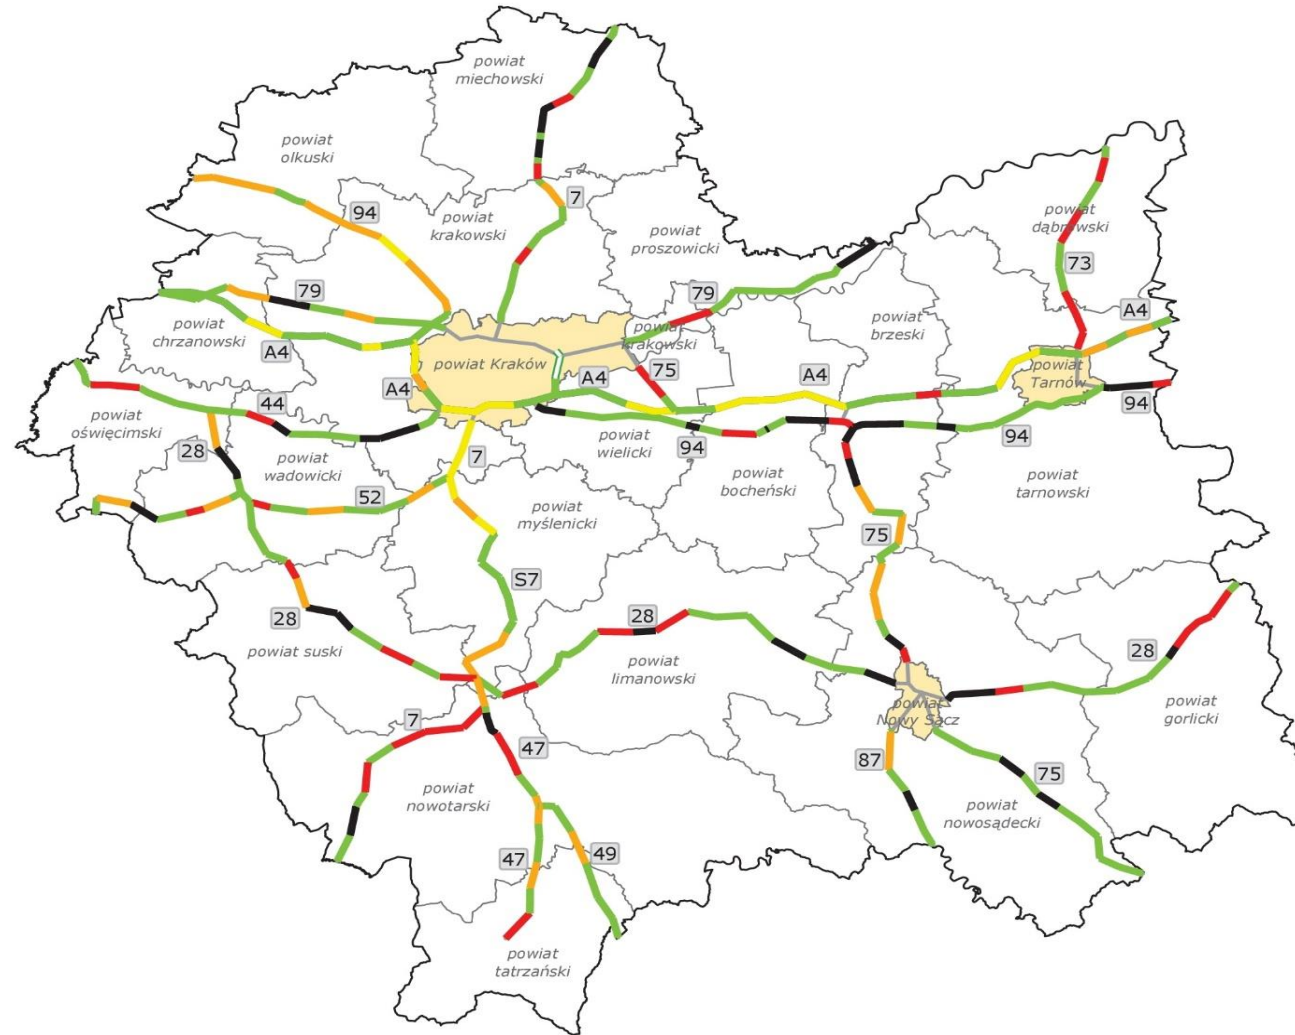 powiat
miechowski
powiat
olkuski
94
powiat
krakowski
7
powiat
proszowicki
powiat
dąbrowski
73
79
79
A4
powiat
chrzanowski
A4
powiat
krakowski
powiat
brzeski
powiat Kraków
A4
A4
75
A4
powiat
Tarnów
94
44
powiat
oświęcimski
28
powiat
wadowicki
7
powiat
wielicki
94
powiat
bocheński
94
powiat
tarnowski
52
powiat
myślenicki
75
S7
28
powiat suski
28
powiat
limanowski
28
powiat
gorlicki
7
47
powiat
Nowy Sącz
87
75
powiat
nowotarski
powiat
nowosądecki
47
49
powiat
tatrzański